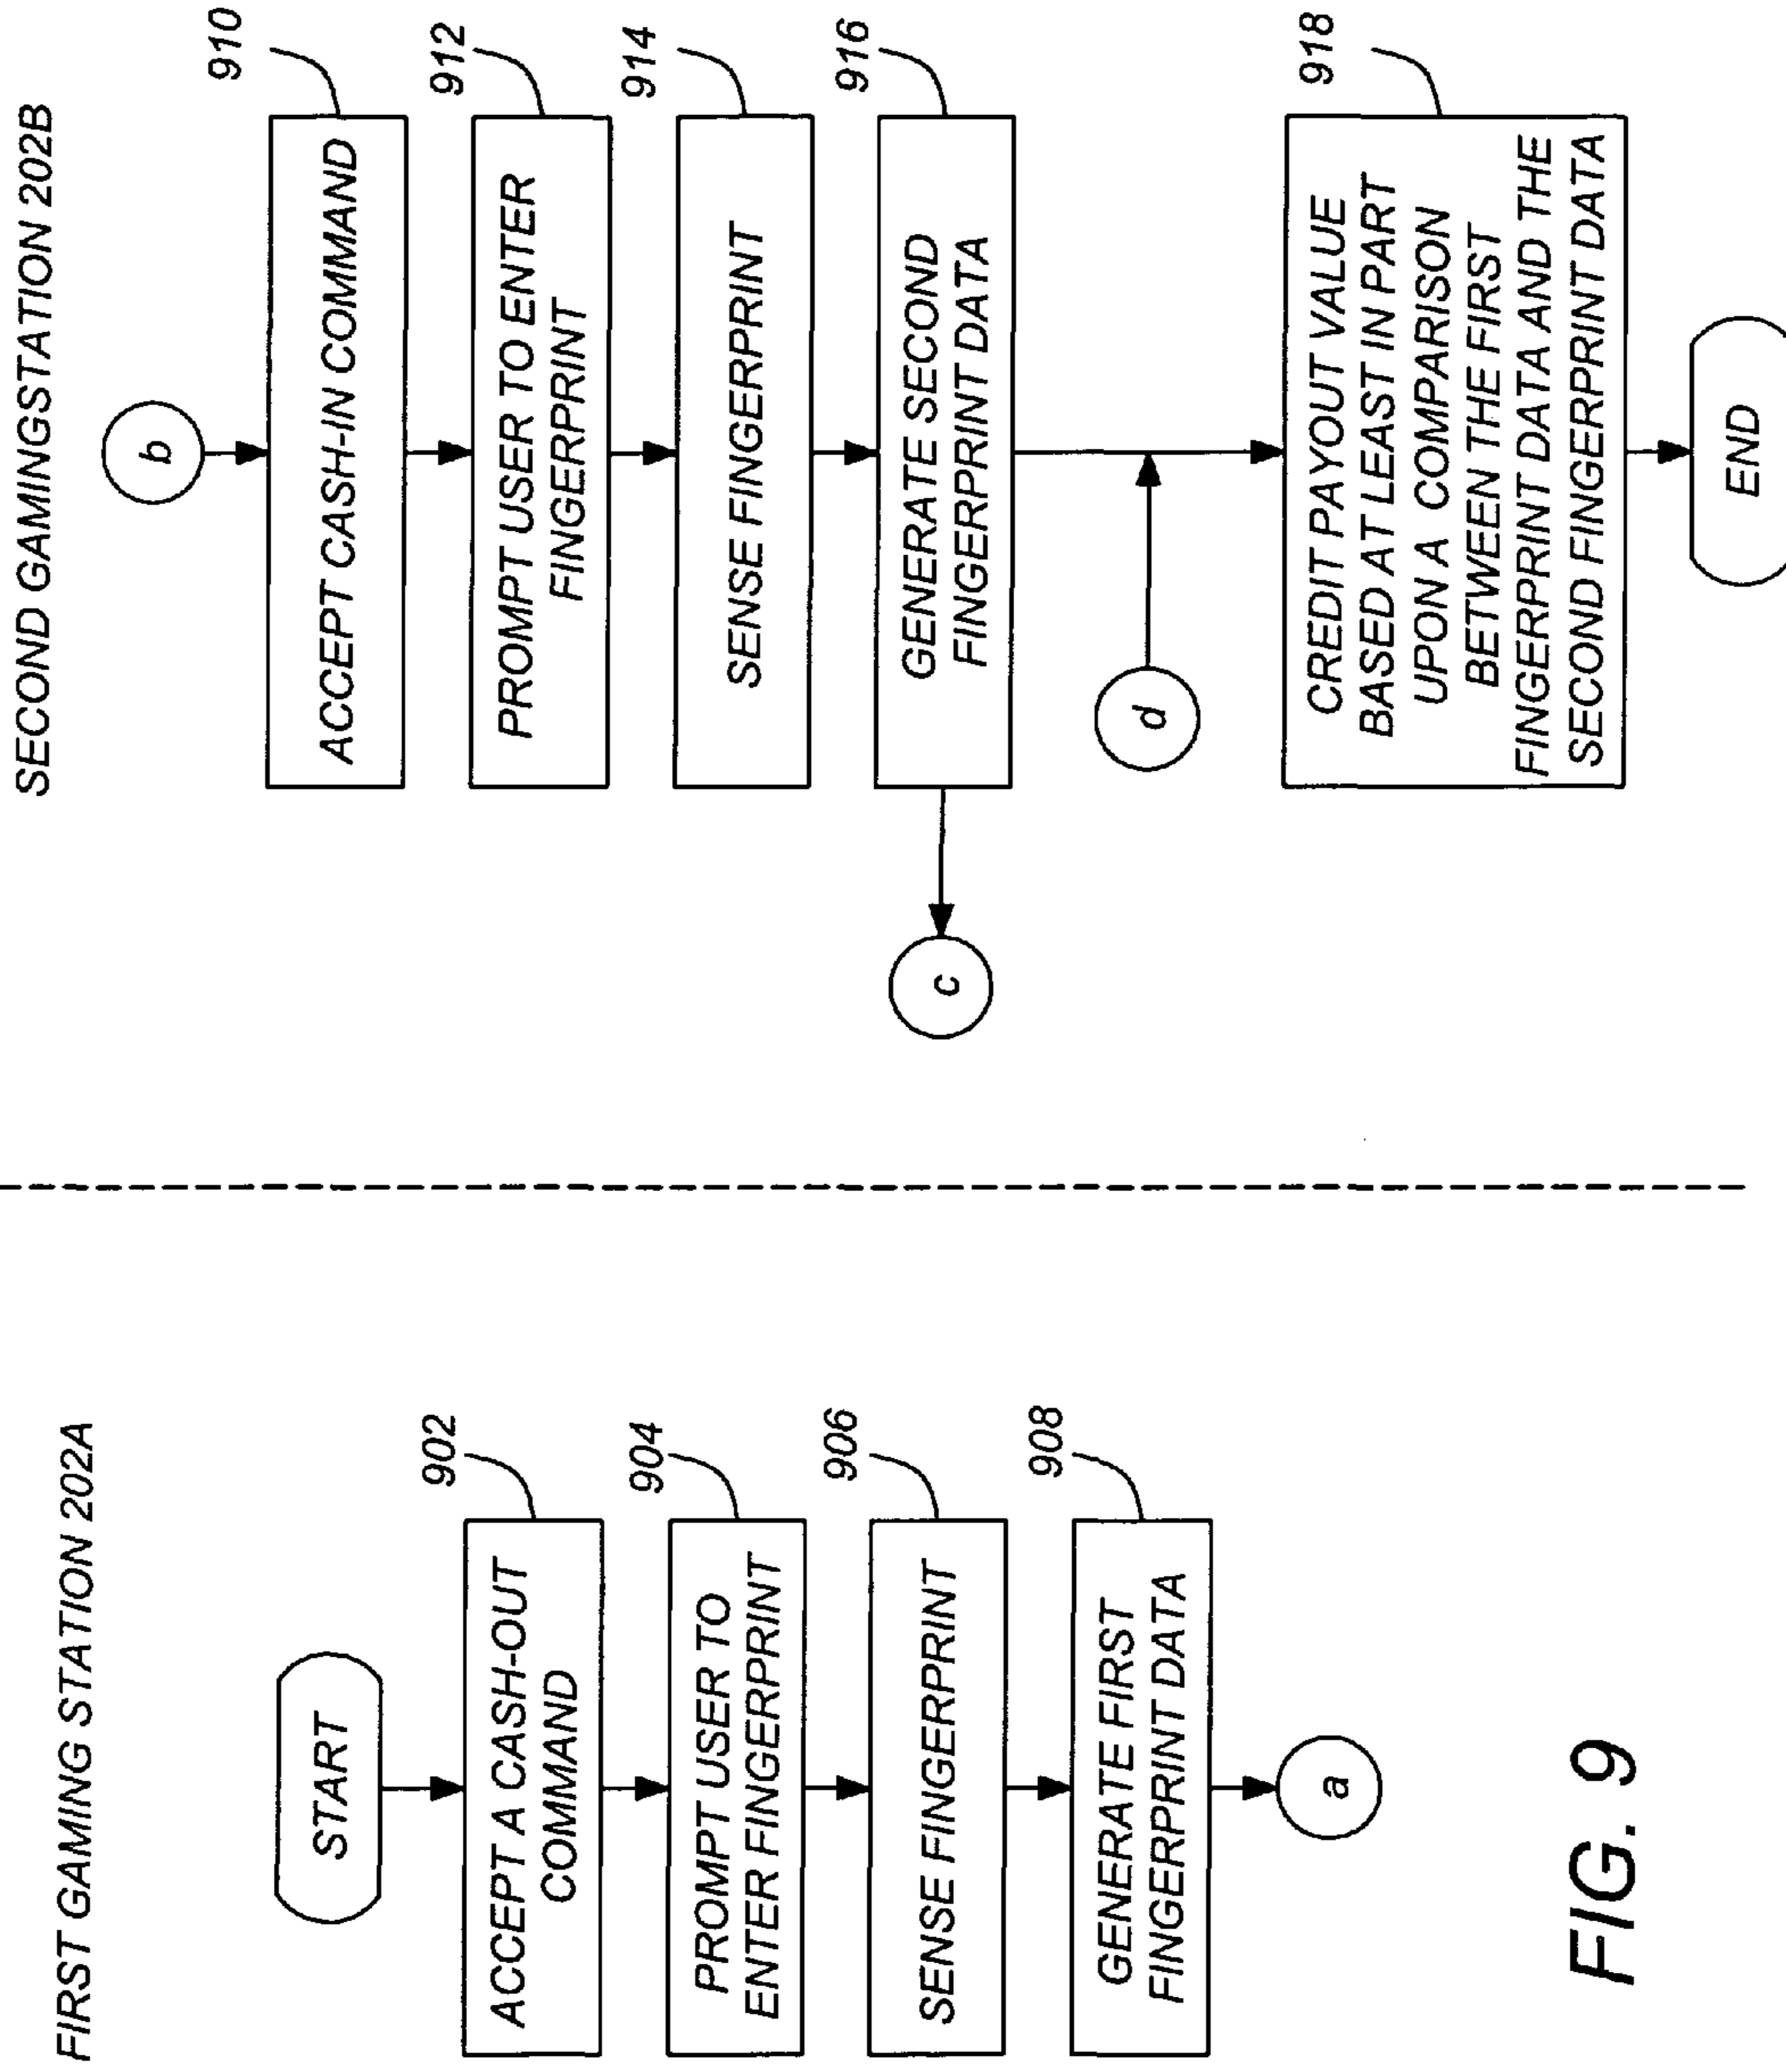 FIRST GAMING STATION 202A
START
902
ACCEPT A CASH-OUT
COMMAND
904
PROMPT USER TO
ENTER FINGERPRINT
906
SENSE FINGERPRINT
908
GENERATE FIRST
FINGERPRINT DATA
a
SECOND GAMINGSTATION 202B
b
910
ACCEPT CASH-IN COMMAND
912
PROMPT USER TO ENTER
FINGERPRINT
914
SENSE FINGERPRINT
916
GENERATE SECOND
FINGERPRINT DATA
c
d
918
CREDIT PAYOUT VALUE
BASED AT LEAST IN PART
UPON A COMPARISON
BETWEEN THE FIRST
FINGERPRINT DATA AND THE
SECOND FINGERPRINT DATA
END
FIG. 9